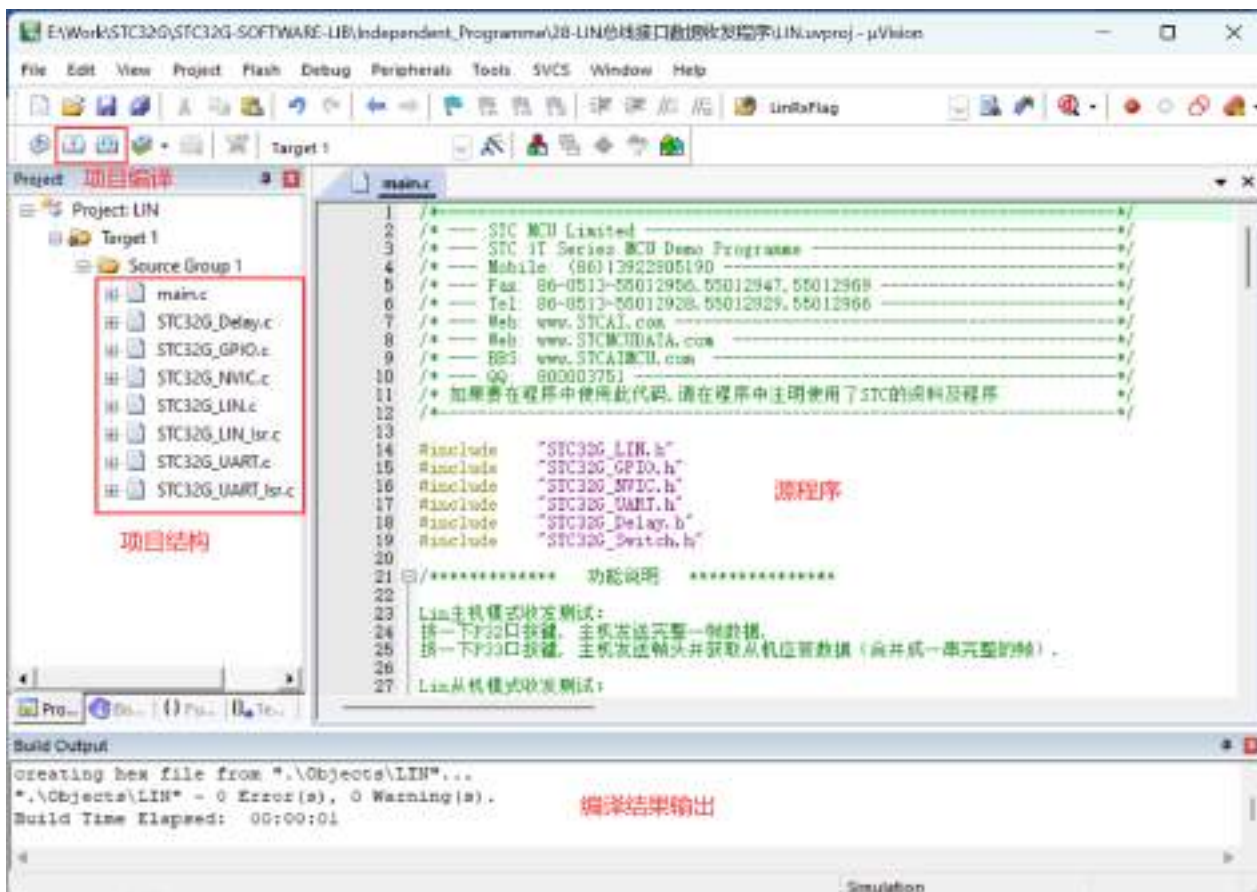 E:\Work\STC32G\STC32G-SOFTWARE-LIB\Independent_Programme\28-LIN总线接口数据收发程序\LIN.uvproj - µVision
File Edit View Project Flash Debug Peripherals Tools SVCS Window Help
LinRxFlag
Target 1
Project 项目编译
main.c
Project: LIN
Target 1
Source Group 1
main.c
STC32G_Delay.c
STC32G_GPIO.c
STC32G_NVIC.c
STC32G_LIN.c
STC32G_LIN_Isr.c
STC32G_UART.c
STC32G_UART_Isr.c
项目结构
1 /*---------------------------------------------------------------------*/
2 /* --- STC MCU Limited ------------------------------------------------*/
3 /* --- STC 1T Series MCU Demo Programme -------------------------------*/
4 /* --- Mobile: (86)13922805190 ----------------------------------------*/
5 /* --- Fax: 86-0513-55012956,55012947,55012969 ------------------------*/
6 /* --- Tel: 86-0513-55012928,55012929,55012966 ------------------------*/
7 /* --- Web: www.STCAI.com ---------------------------------------------*/
8 /* --- Web: www.STCMCUDATA.com ---------------------------------------*/
9 /* --- BBS: www.STCAIMCU.com -----------------------------------------*/
10 /* --- QQ: 800003751 -------------------------------------------------*/
11 /* 如果要在程序中使用此代码,请在程序中注明使用了STC的资料及程序 */
12 /*---------------------------------------------------------------------*/
13
14 #include "STC32G_LIN.h"
15 #include "STC32G_GPIO.h"
16 #include "STC32G_NVIC.h"
17 #include "STC32G_UART.h"
18 #include "STC32G_Delay.h"
19 #include "STC32G_Switch.h"
源程序
20
21 /************* 功能说明 ***************
22
23 Lin主机模式收发测试:
24 按一下P32口按键, 主机发送完整一帧数据.
25 按一下P33口按键, 主机发送帧头并获取从机应答数据(合并成一串完整的帧).
26
27 Lin从机模式收发测试:
Pro...
Bo...
{} Fu...
Te...
Build Output
creating hex file from ".\Objects\LIN"...
".\Objects\LIN" - 0 Error(s), 0 Warning(s).
Build Time Elapsed: 00:00:01
编译结果输出
Simulation